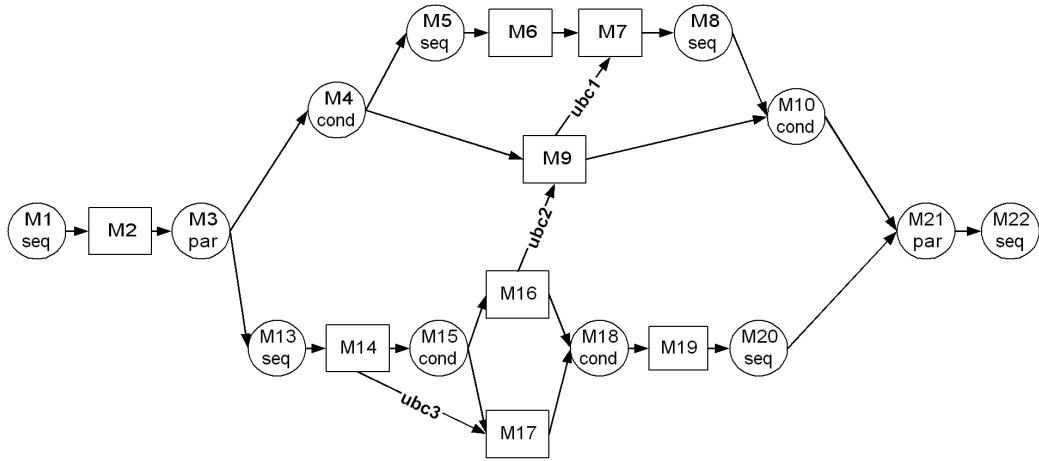 M5
seq
M6
M7
M8
seq
M4
cond
ubc1
M10
cond
M9
M1
seq
M2
M3
par
ubc2
M21
par
M22
seq
M16
M13
seq
M14
M15
cond
M18
cond
M19
M20
seq
ubc3
M17